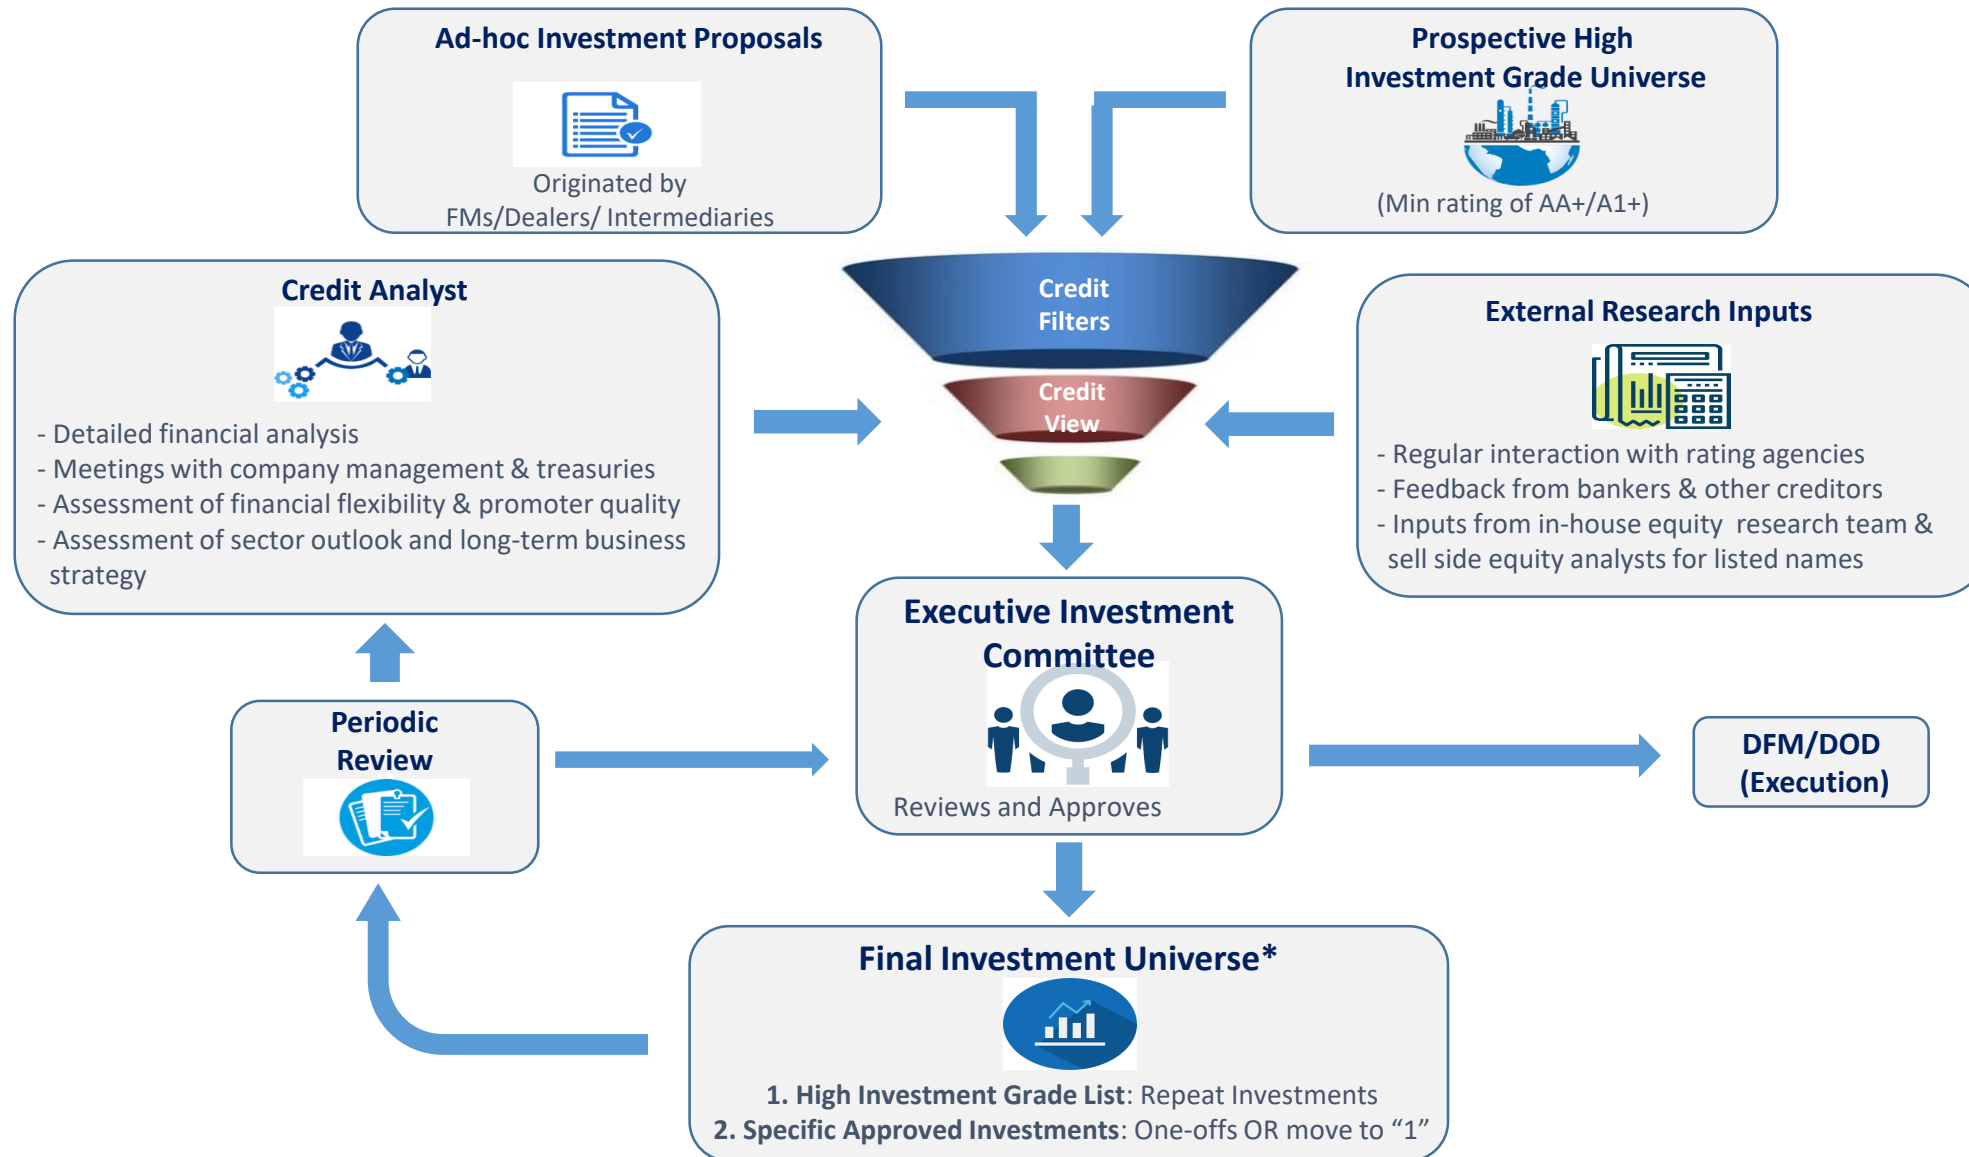 Ad-hoc Investment Proposals
Originated by
FMs/Dealers/ Intermediaries
Prospective High
Investment Grade Universe
(Min rating of AA+/A1+)
Credit
Filters
Credit
View
Credit Analyst
- Detailed financial analysis
- Meetings with company management & treasuries
- Assessment of financial flexibility & promoter quality
- Assessment of sector outlook and long-term business
strategy
External Research Inputs
- Regular interaction with rating agencies
- Feedback from bankers & other creditors
- Inputs from in-house equity research team &
sell side equity analysts for listed names
Executive Investment
Committee
Reviews and Approves
Periodic
Review
DFM/DOD
(Execution)
Final Investment Universe*
1. High Investment Grade List: Repeat Investments
2. Specific Approved Investments: One-offs OR move to “1”